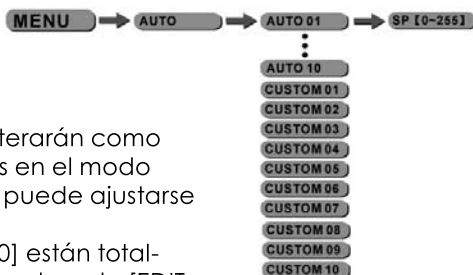 MENU AUTO AUTO 01 SP [0~255]
AUTO 10
CUSTOM 01
CUSTOM 02
CUSTOM 03
CUSTOM 04
CUSTOM 05
CUSTOM 06
CUSTOM 07
CUSTOM 08
CUSTOM 09
CUSTOM 10
terarán como
s en el modo
puede ajustarse
0] están total-